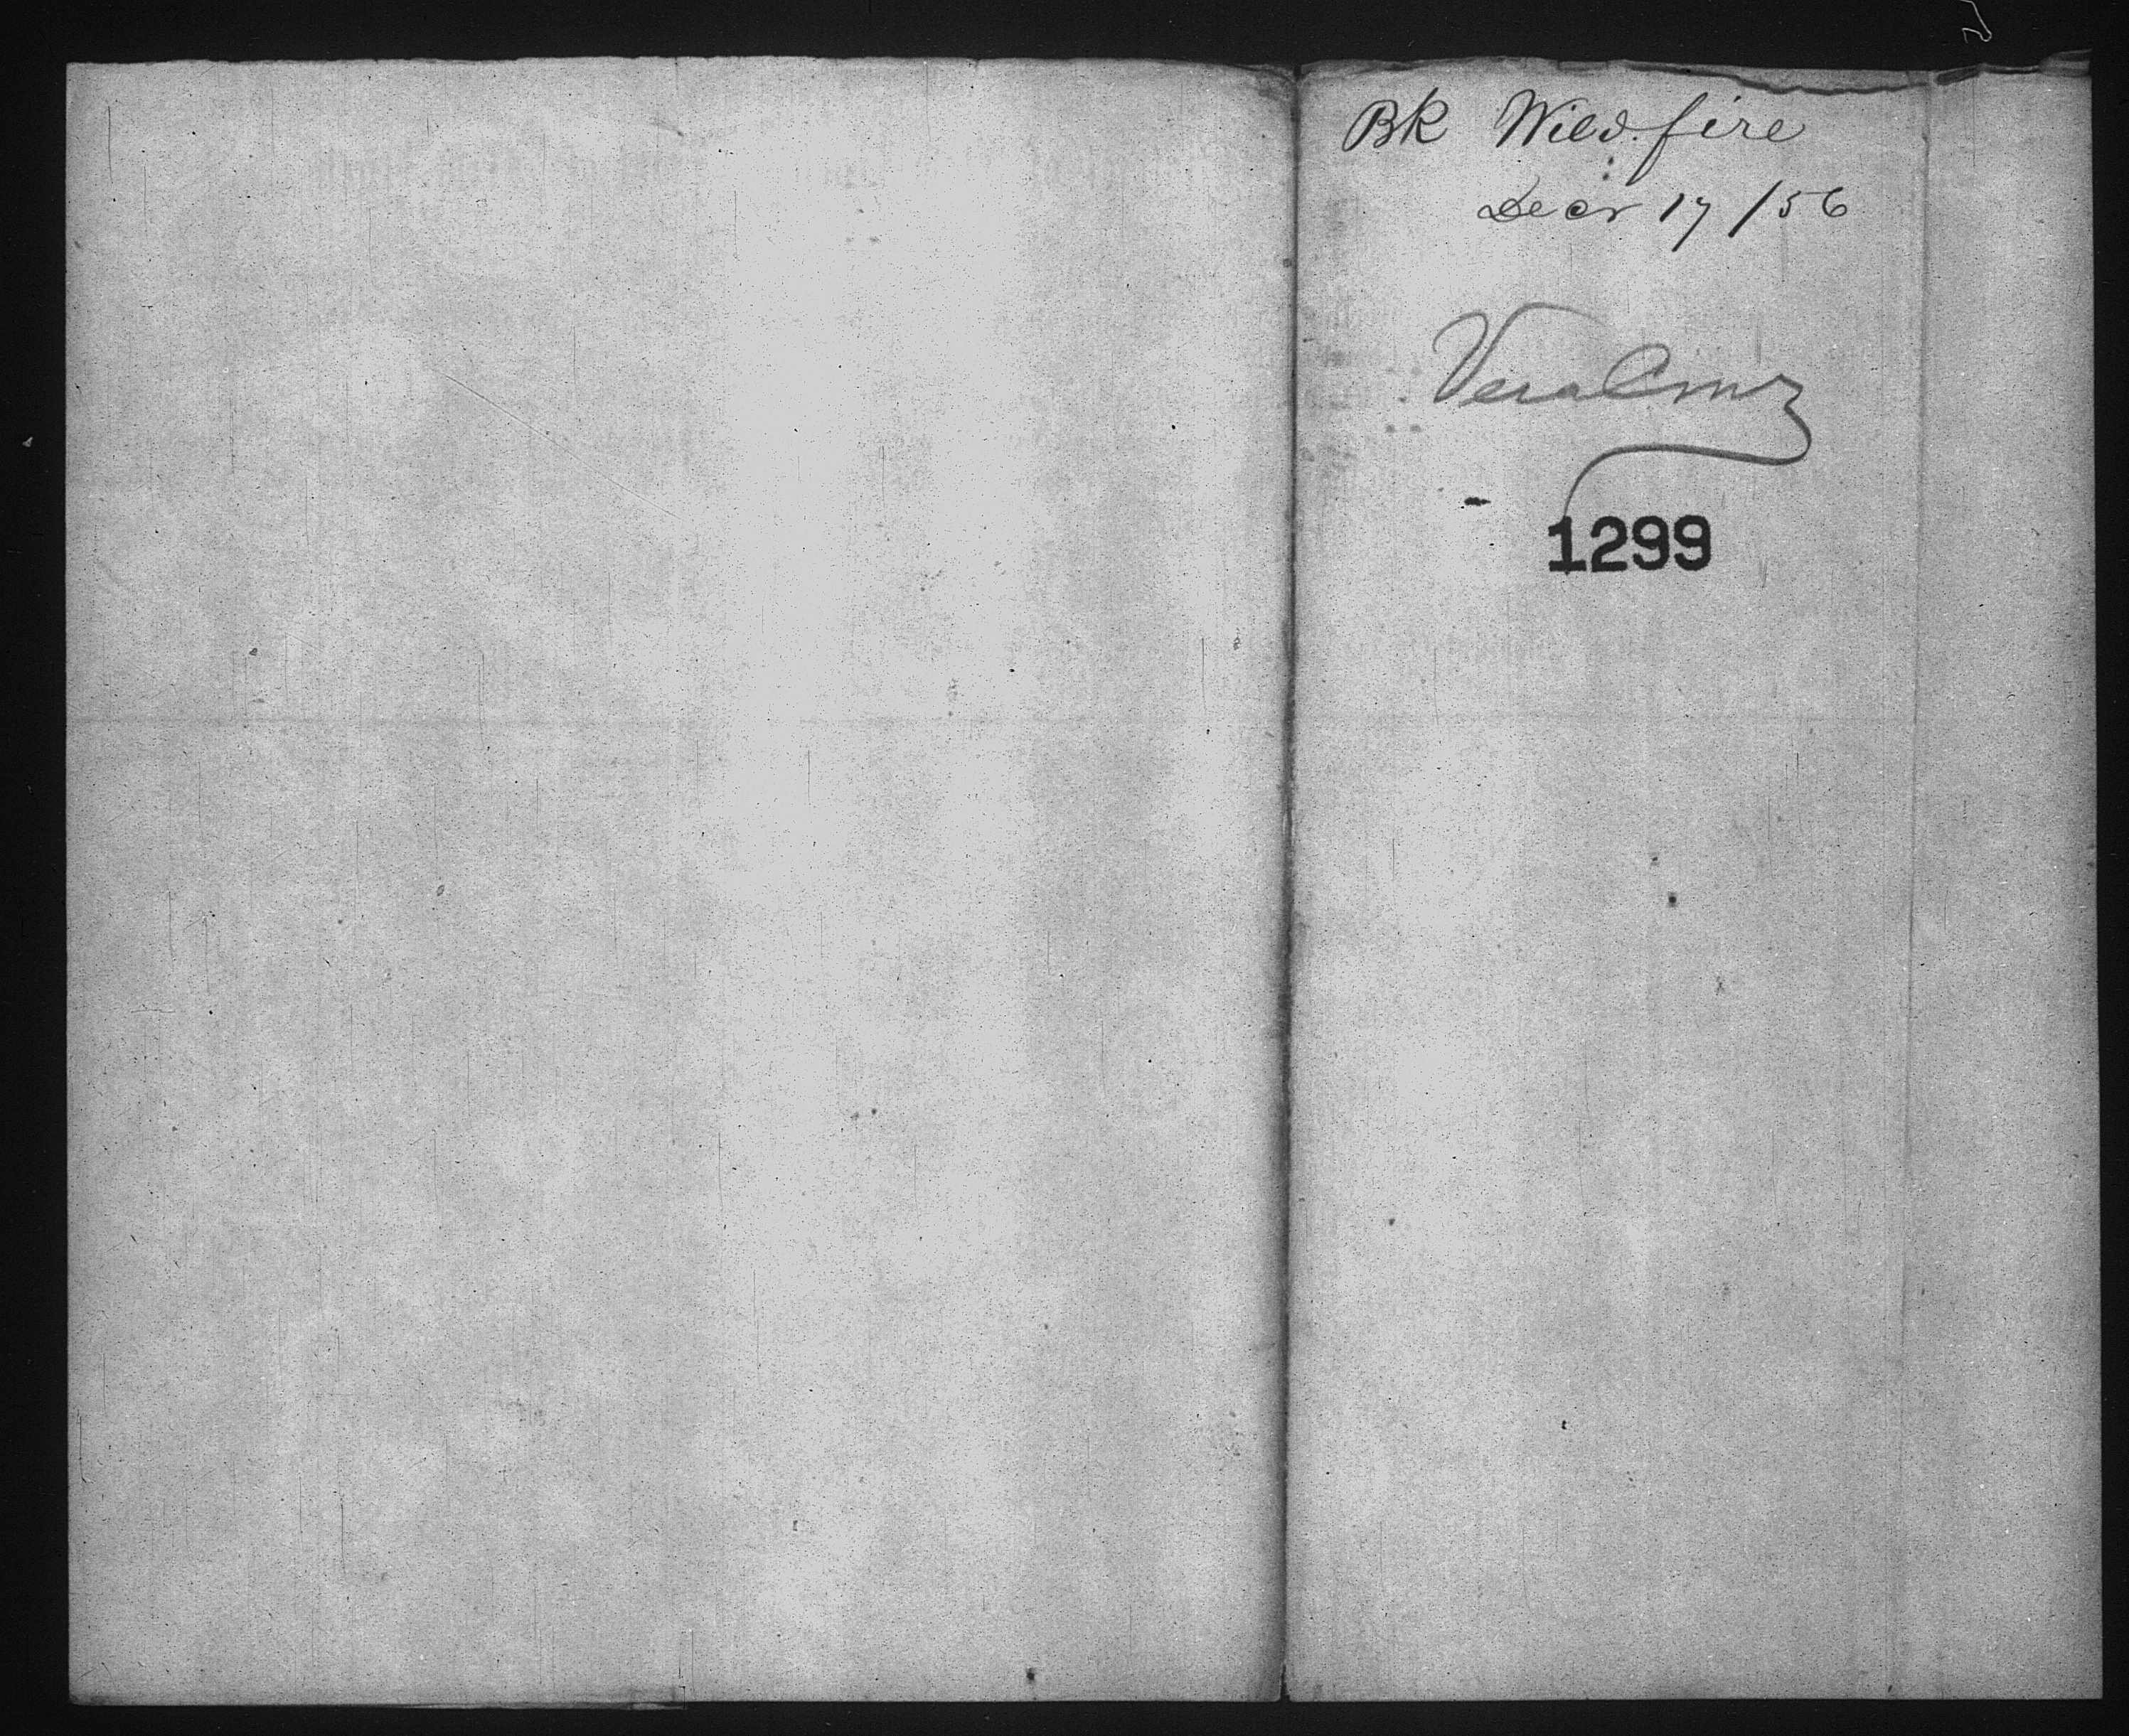 Bk Wildfire
Decr 17/56
Vera Cruz
1299